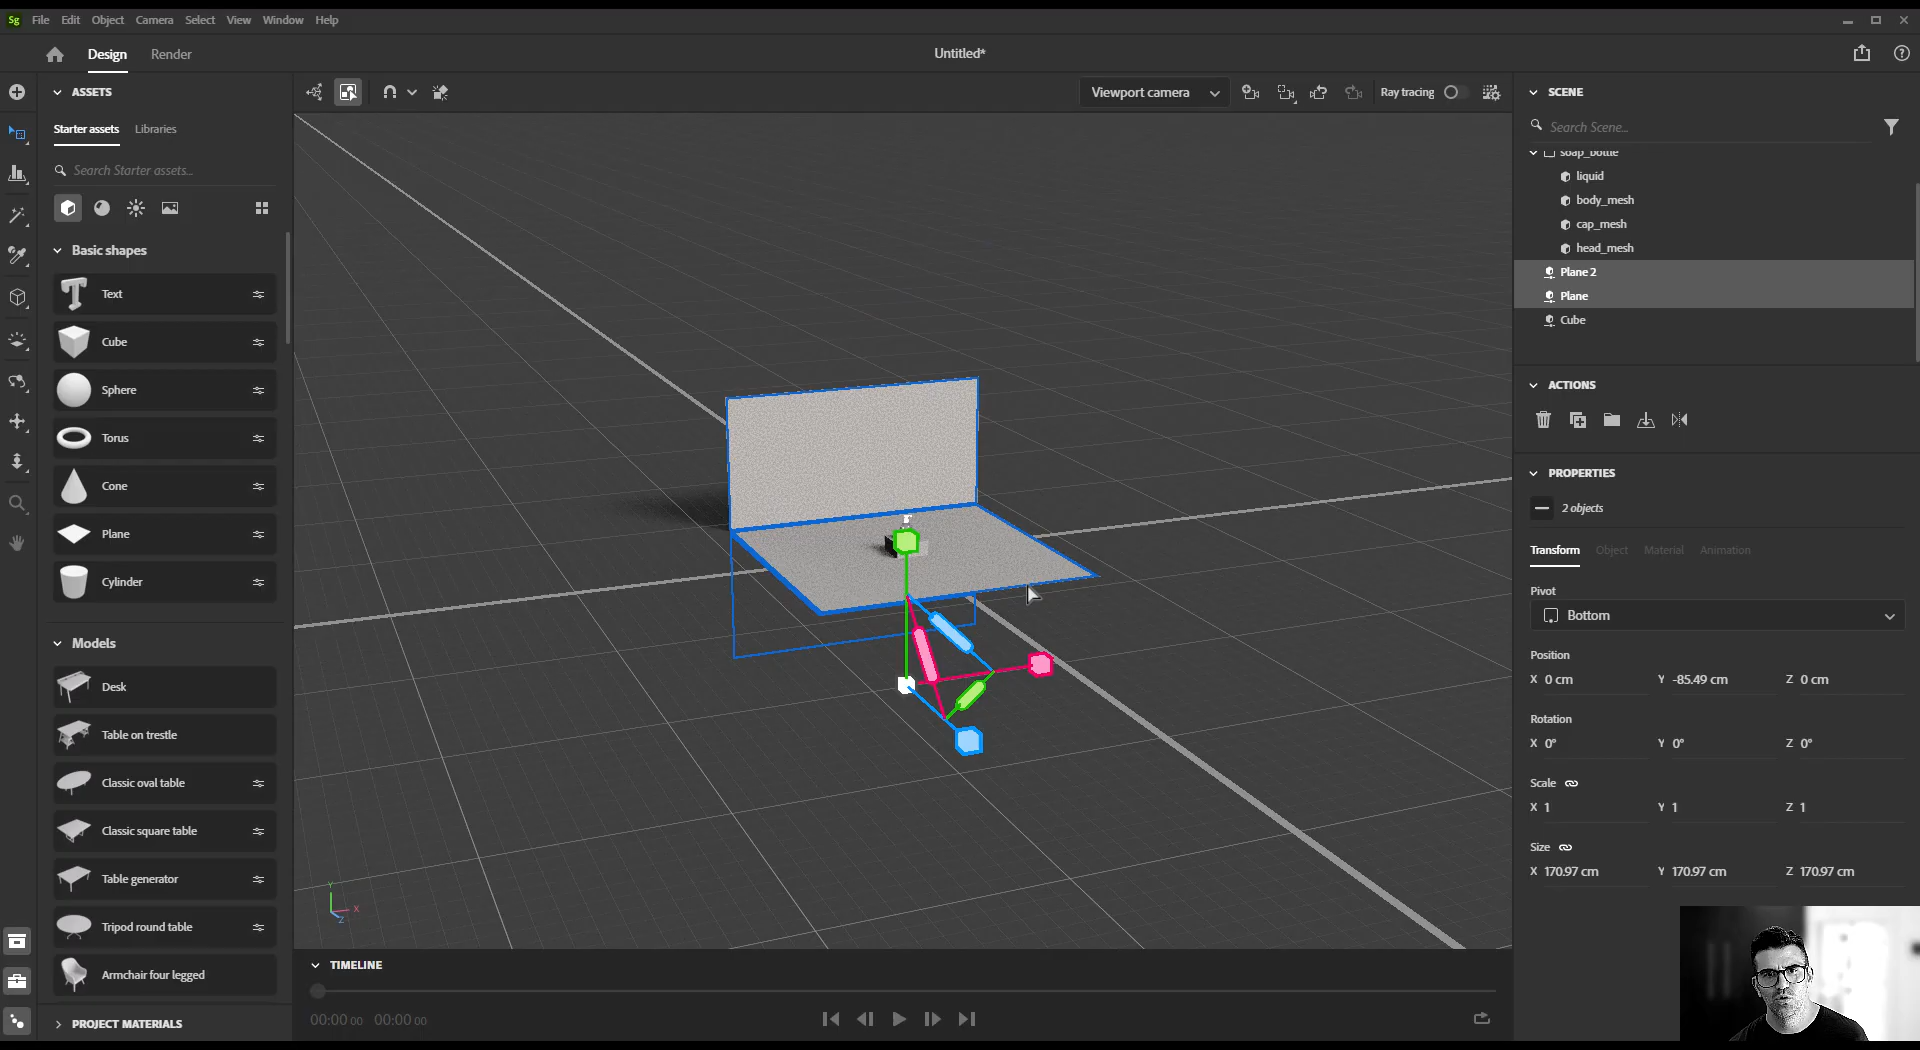 Sg File Edit Object Camera Select View Window Help
Design Render Untitled*
ASSETS
Starter assets Libraries
Search Starter assets...
Basic shapes
Text
Cube
Sphere
Torus
Cone
Plane
Cylinder
Models
Desk
Table on trestle
Classic oval table
Classic square table
Table generator
Tripod round table
Armchair four legged
PROJECT MATERIALS
Viewport camera Ray tracing
Y
X
Z
TIMELINE
00:00 00 00:00 00
SCENE
Search Scene...
soap_bottle
liquid
body_mesh
cap_mesh
head_mesh
Plane 2
Plane
Cube
ACTIONS
PROPERTIES
2 objects
Transform Object Material Animation
Pivot
Bottom
Position
X 0 cm Y -85.49 cm Z 0 cm
Rotation
X 0° Y 0° Z 0°
Scale
X 1 Y 1 Z 1
Size
X 170.97 cm Y 170.97 cm Z 170.97 cm